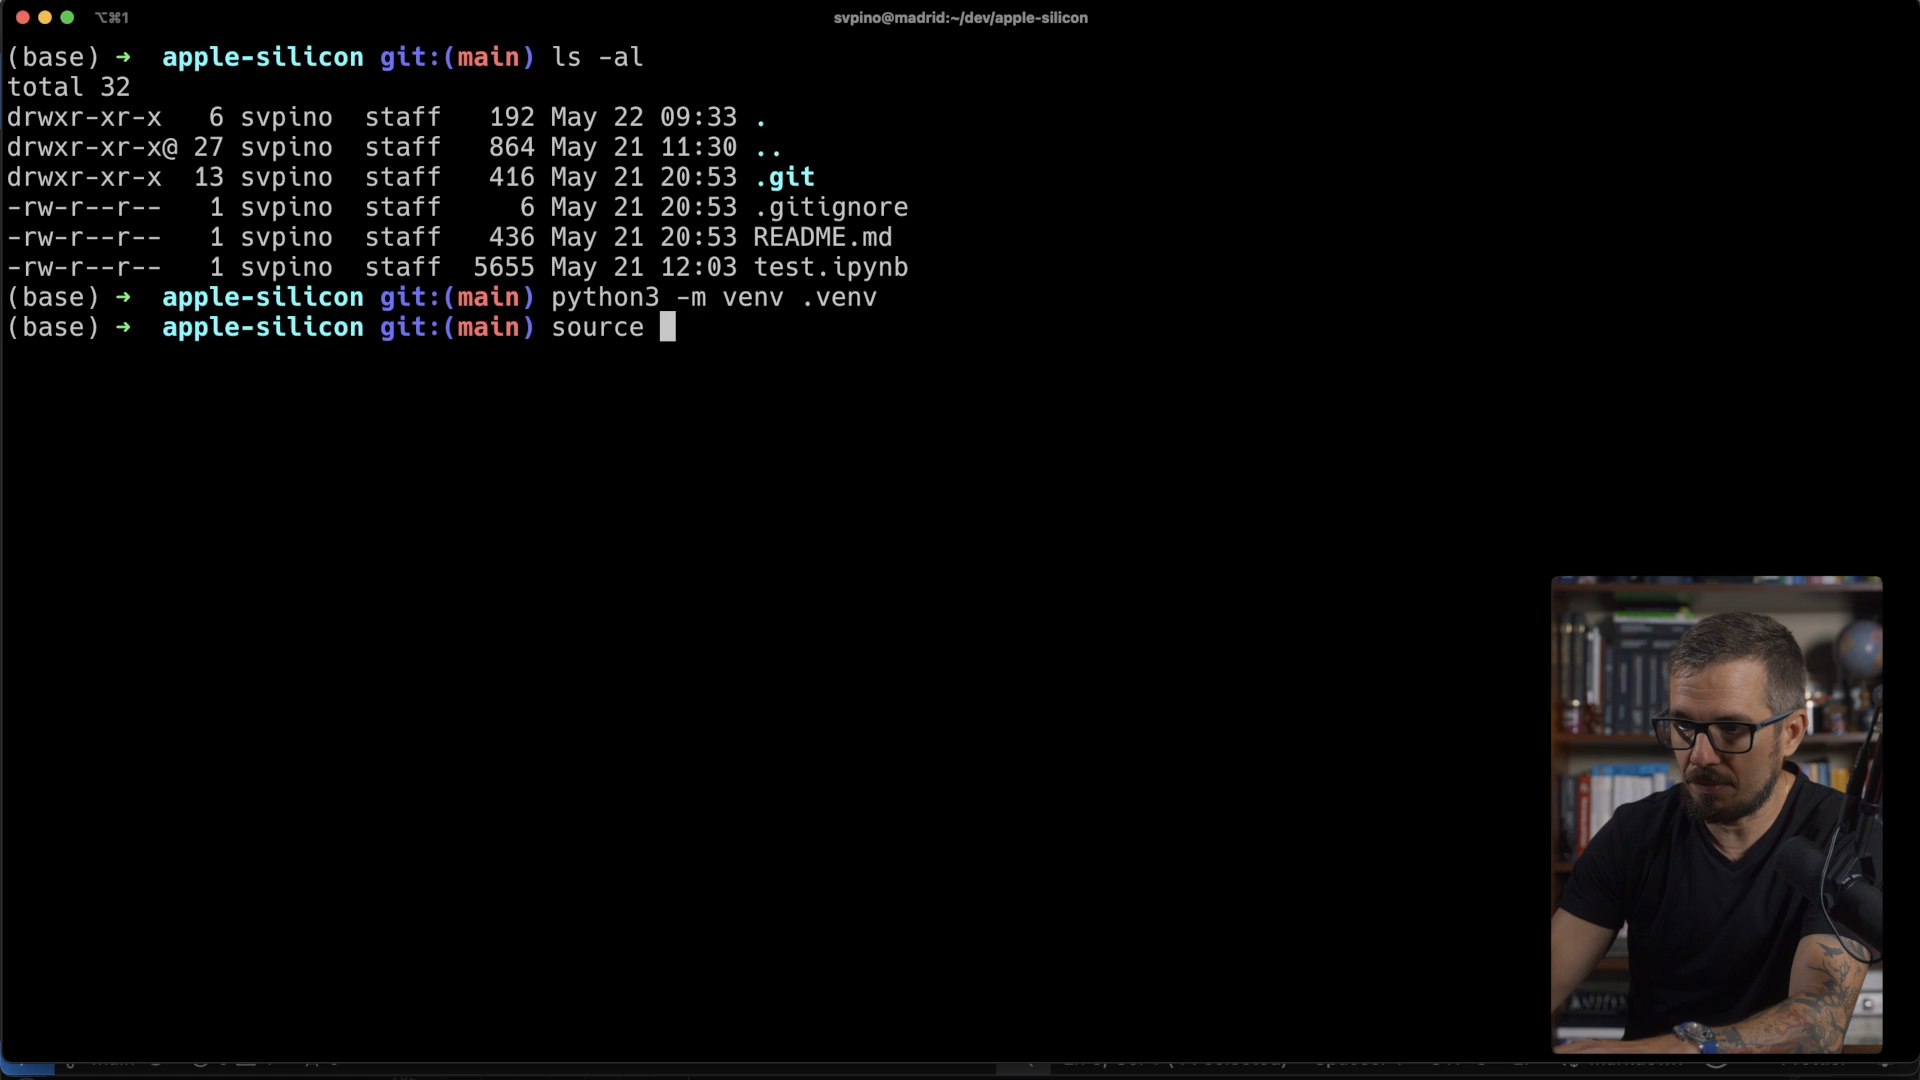 ⌥⌘1
svpino@madrid:~/dev/apple-silicon
(base) ➜ apple-silicon git:(main) ls -al
total 32
drwxr-xr-x 6 svpino staff 192 May 22 09:33 .
drwxr-xr-x@ 27 svpino staff 864 May 21 11:30 ..
drwxr-xr-x 13 svpino staff 416 May 21 20:53 .git
-rw-r--r-- 1 svpino staff 6 May 21 20:53 .gitignore
-rw-r--r-- 1 svpino staff 436 May 21 20:53 README.md
-rw-r--r-- 1 svpino staff 5655 May 21 12:03 test.ipynb
(base) ➜ apple-silicon git:(main) python3 -m venv .venv
(base) ➜ apple-silicon git:(main) source